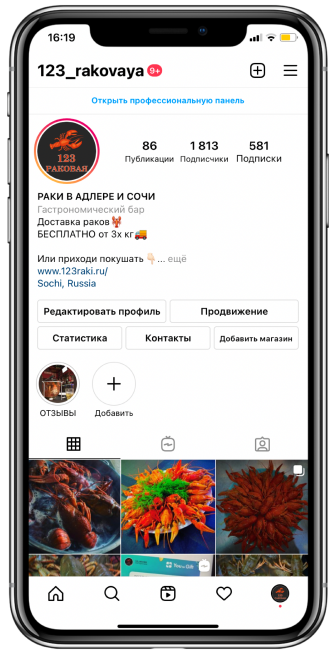 16:19
123_rakovaya 9+
Открыть профессиональную панель
123
РАКОВАЯ
86 1 813 581
Публикации Подписчики Подписки
РАКИ В АДЛЕРЕ И СОЧИ
Гастрономический бар
Доставка раков🦞
БЕСПЛАТНО от 3х кг🚚
Или приходи покушать 👇🏻... ещё
www.123raki.ru/
Sochi, Russia
Редактировать профиль Продвижение
Статистика Контакты Добавить магазин
ОТЗЫВЫ Добавить